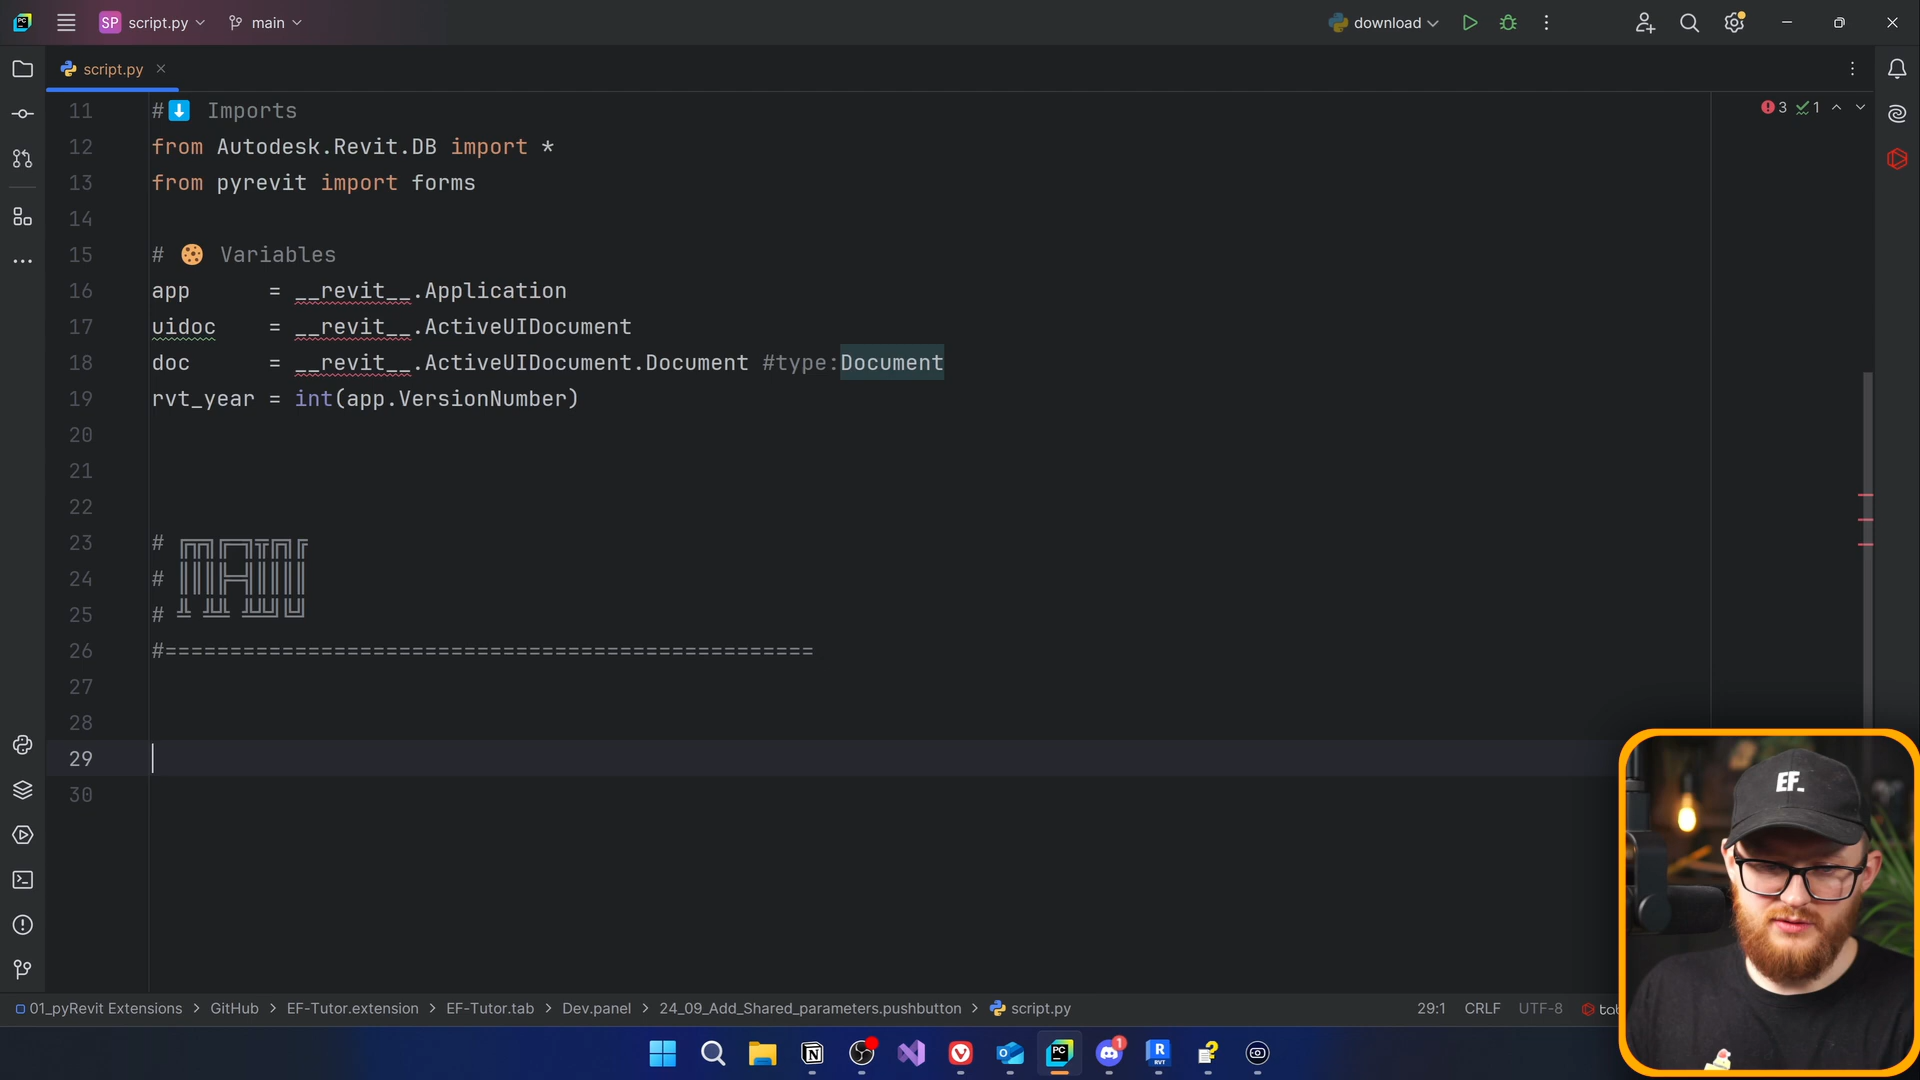 SP script.py main download
script.py
11 #⬇ Imports 3 1
12 from Autodesk.Revit.DB import *
13 from pyrevit import forms
14
15 # 🍪 Variables
16 app = __revit__.Application
17 uidoc = __revit__.ActiveUIDocument
18 doc = __revit__.ActiveUIDocument.Document #type:Document
19 rvt_year = int(app.VersionNumber)
20
21
22
23 # ╔╦╗╔═╗╦╔╗╔
24 # ║║║╠═╣║║║║
25 # ╩ ╩╩ ╩╩╝╚╝
26 #==================================================
27
28
29
30
EF.
01_pyRevit Extensions > GitHub > EF-Tutor.extension > EF-Tutor.tab > Dev.panel > 24_09_Add_Shared_parameters.pushbutton > script.py 29:1 CRLF UTF-8
PC N PC 1 R RVT